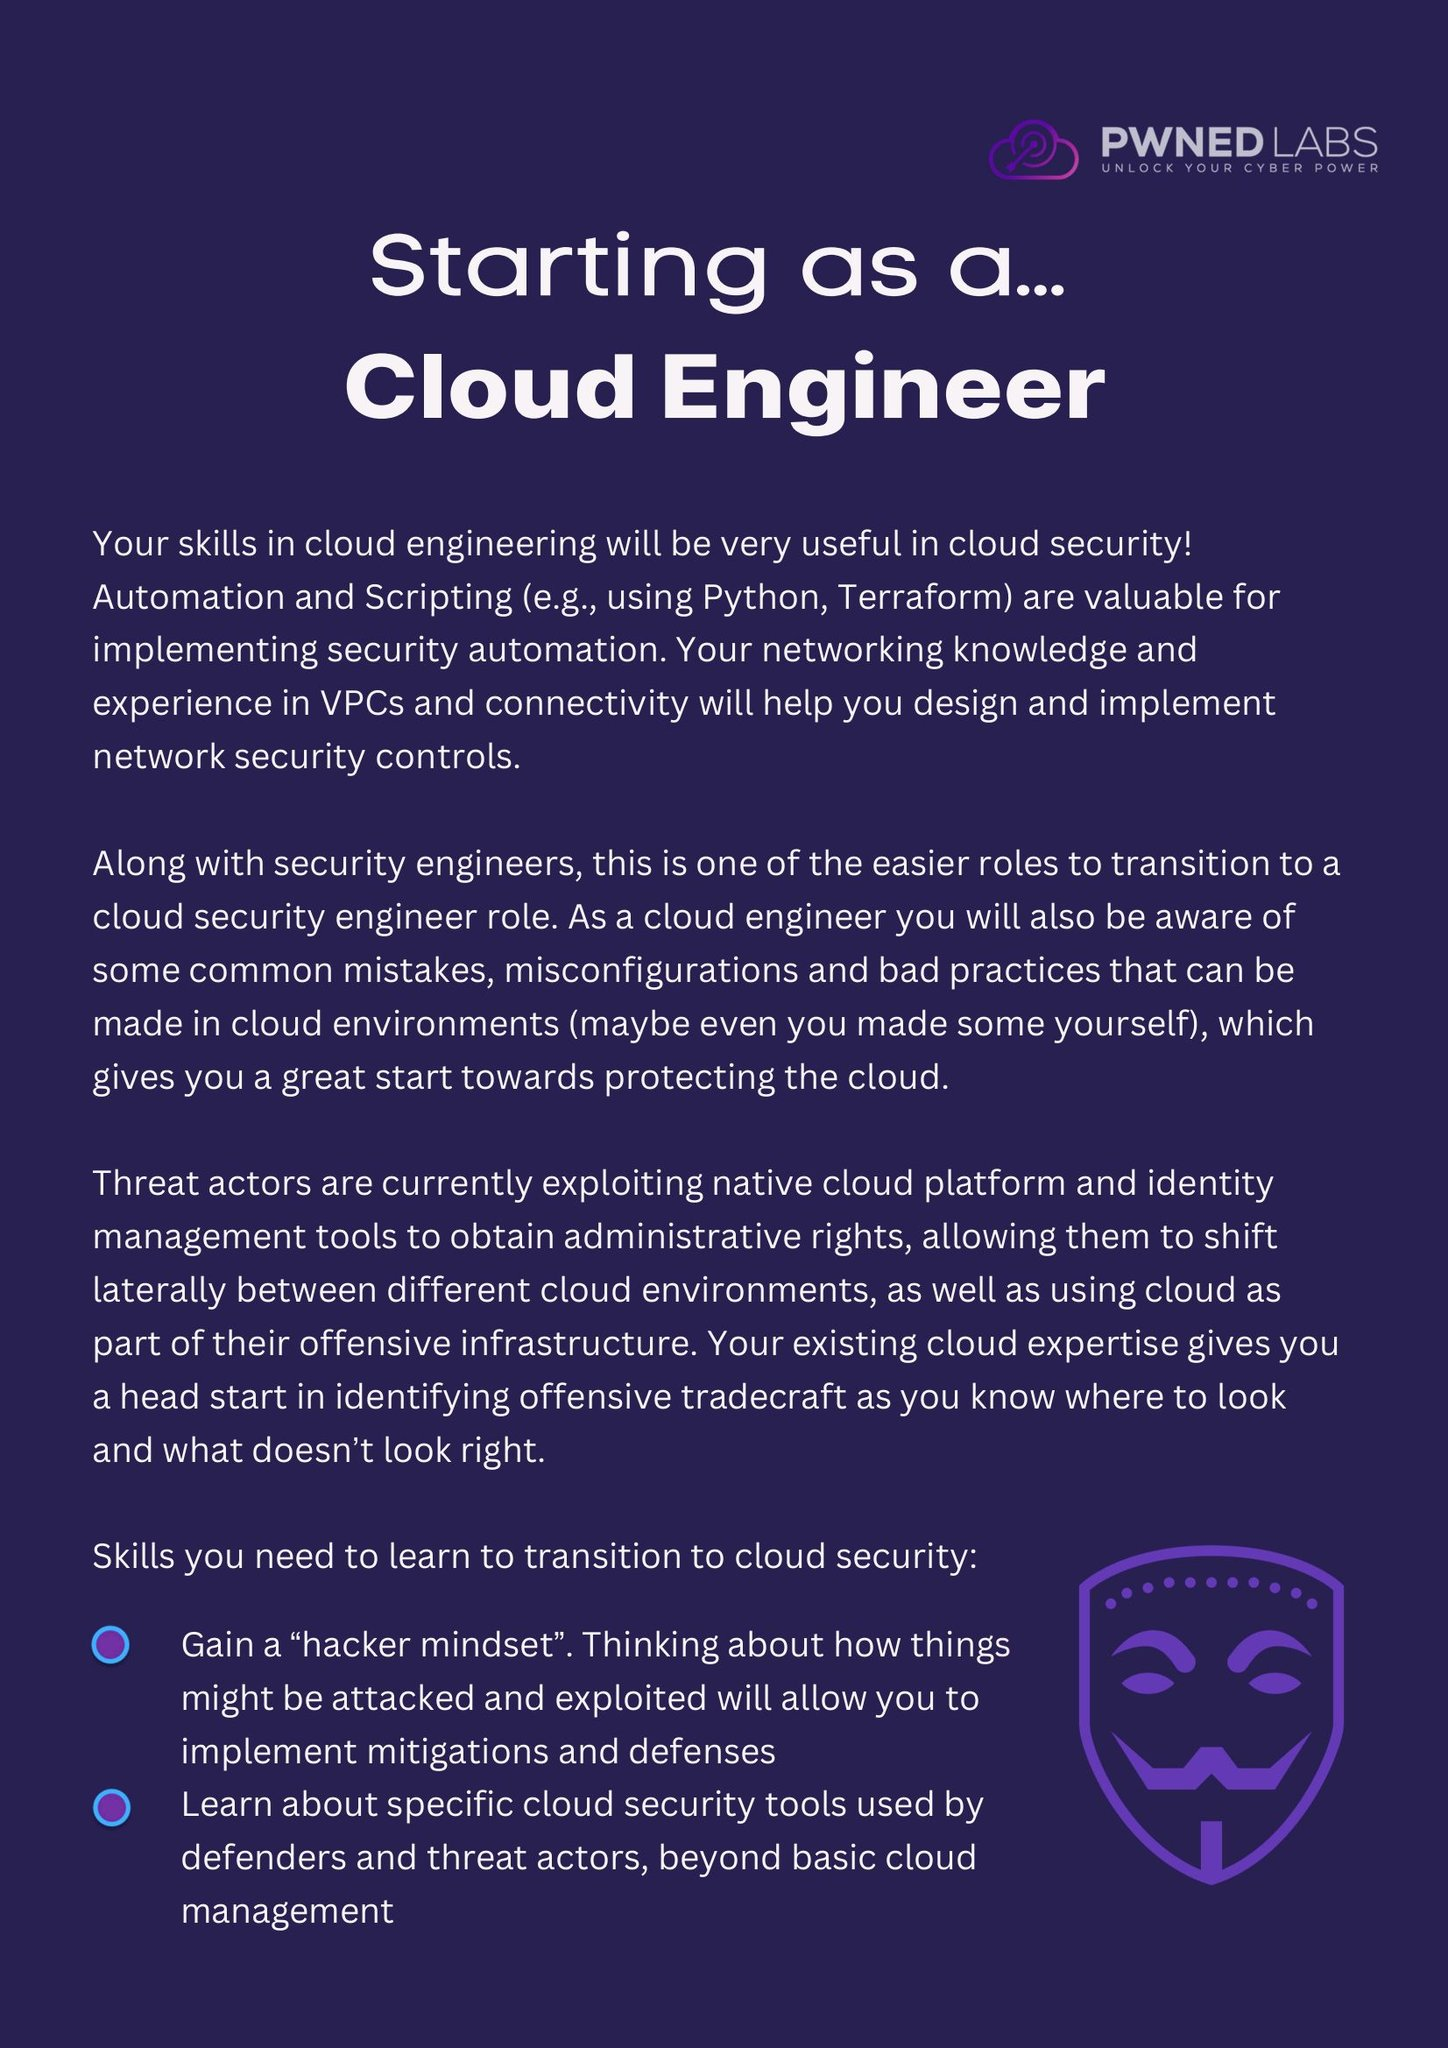 PWNED LABS
UNLOCK YOUR CYBER POWER
Starting as a...
Cloud Engineer
Your skills in cloud engineering will be very useful in cloud security!
Automation and Scripting (e.g., using Python, Terraform) are valuable for
implementing security automation. Your networking knowledge and
experience in VPCs and connectivity will help you design and implement
network security controls.
Along with security engineers, this is one of the easier roles to transition to a
cloud security engineer role. As a cloud engineer you will also be aware of
some common mistakes, misconfigurations and bad practices that can be
made in cloud environments (maybe even you made some yourself), which
gives you a great start towards protecting the cloud.
Threat actors are currently exploiting native cloud platform and identity
management tools to obtain administrative rights, allowing them to shift
laterally between different cloud environments, as well as using cloud as
part of their offensive infrastructure. Your existing cloud expertise gives you
a head start in identifying offensive tradecraft as you know where to look
and what doesn’t look right.
Skills you need to learn to transition to cloud security:
Gain a “hacker mindset”. Thinking about how things
might be attacked and exploited will allow you to
implement mitigations and defenses
Learn about specific cloud security tools used by
defenders and threat actors, beyond basic cloud
management